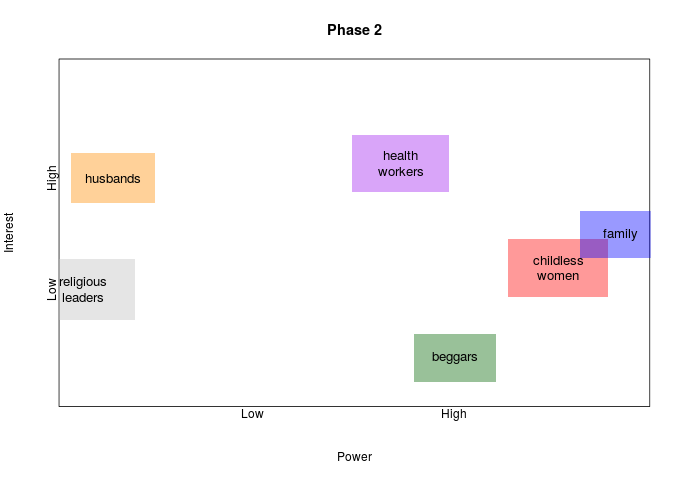 Phase 2
health
workers
husbands
High
family
Interest
childless
women
religious
leaders
Low
beggars
Low
High
Power